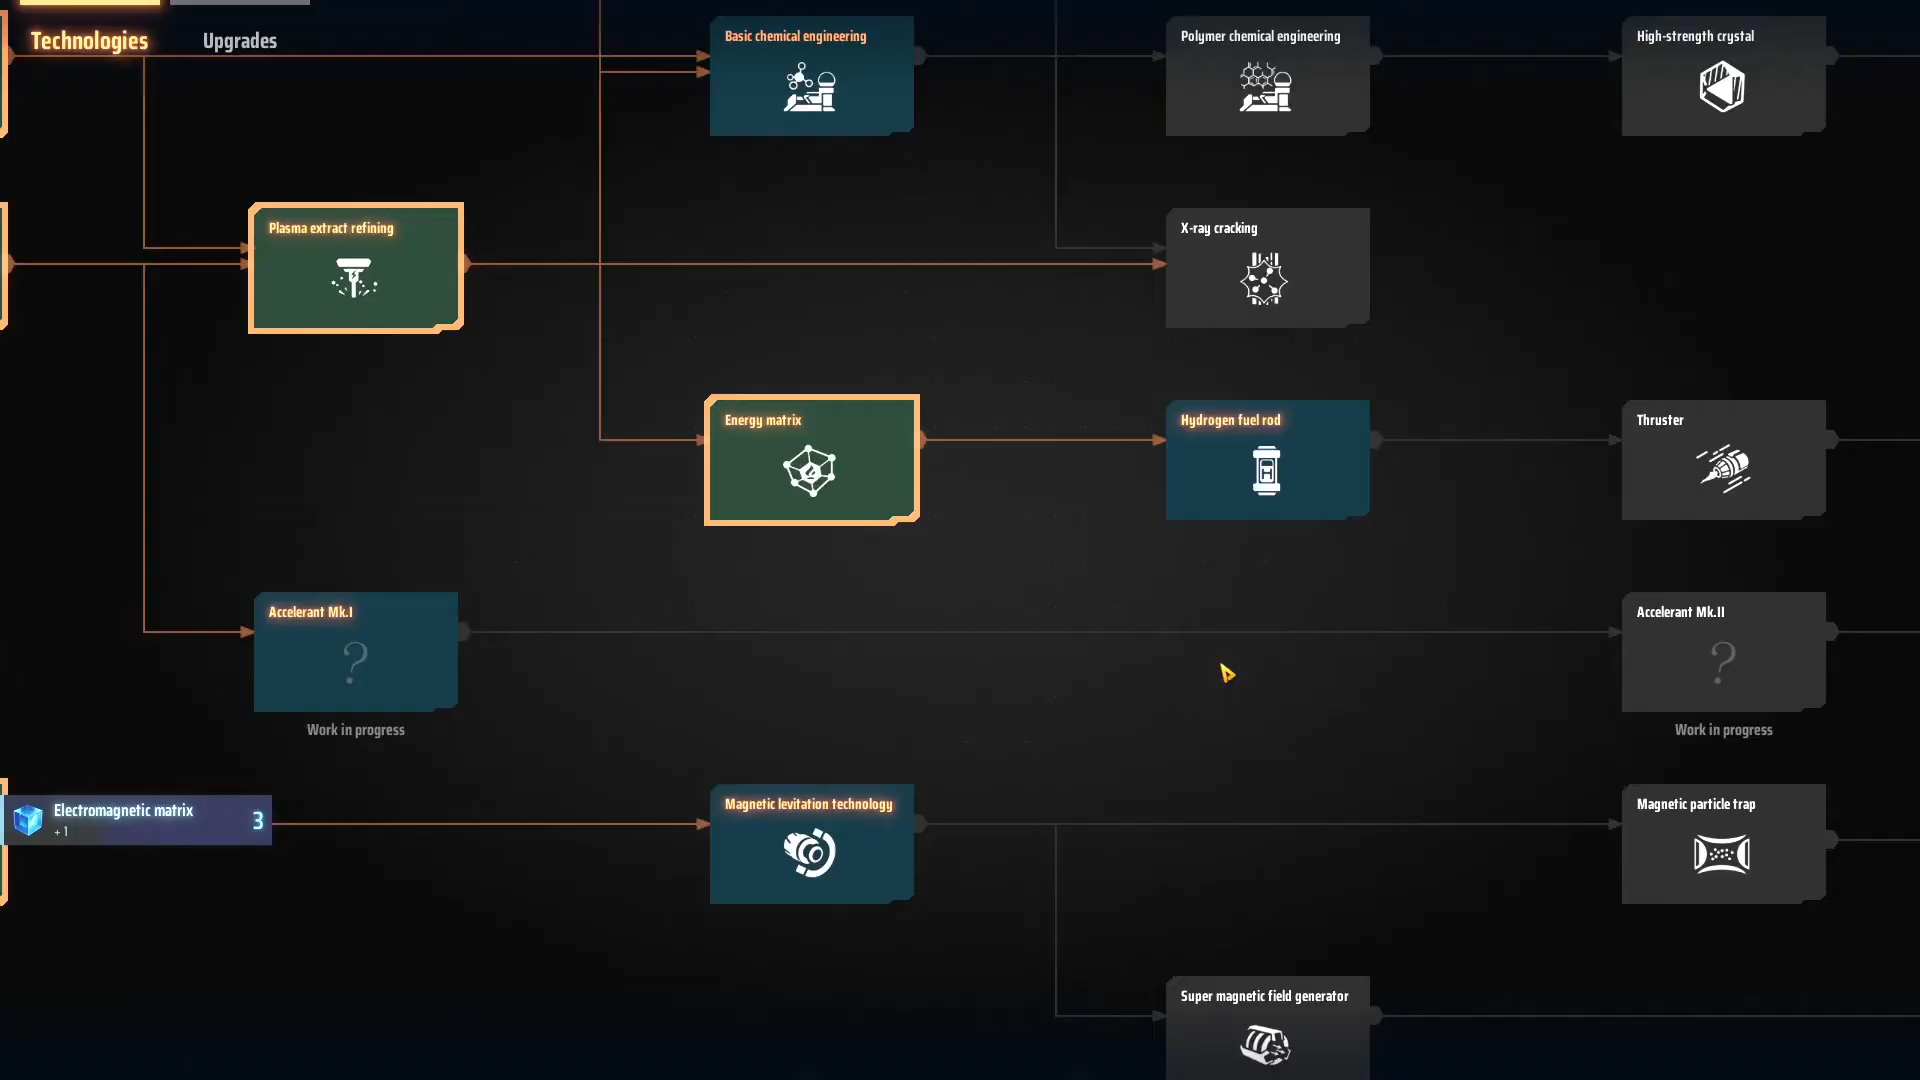 Technologies
Upgrades
Basic chemical engineering
Polymer chemical engineering
High-strength crystal
Plasma extract refining
X-ray cracking
Energy matrix
Hydrogen fuel rod
Thruster
Accelerant Mk.I
?
Work in progress
Accelerant Mk.II
?
Work in progress
Electromagnetic matrix
+1
3
Magnetic levitation technology
Magnetic particle trap
Super magnetic field generator